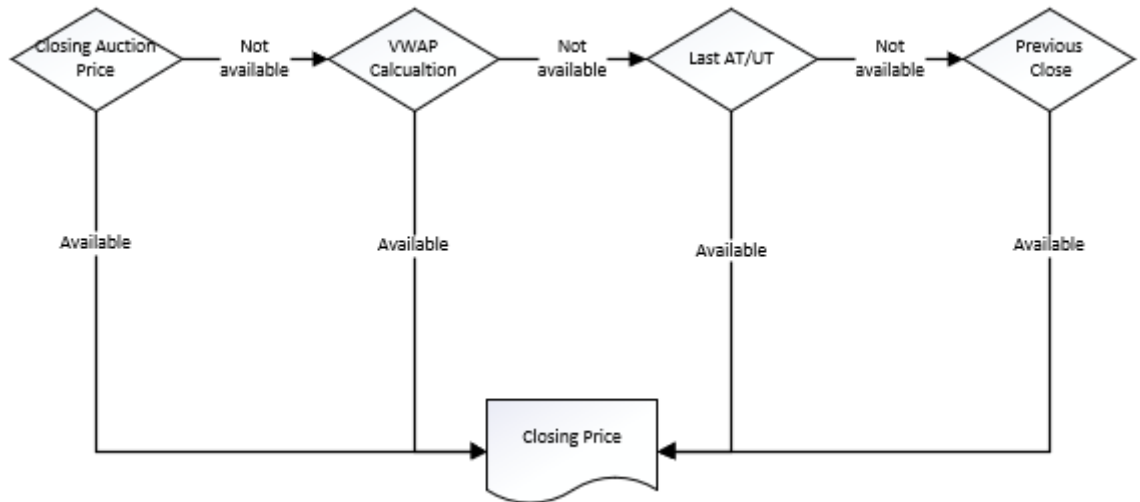 Closing Auction
Price
Not
available
VWAP
Calcualtion
Not
available
Last AT/UT
Not
available
Previous
Close
Available
Available
Available
Available
Closing Price